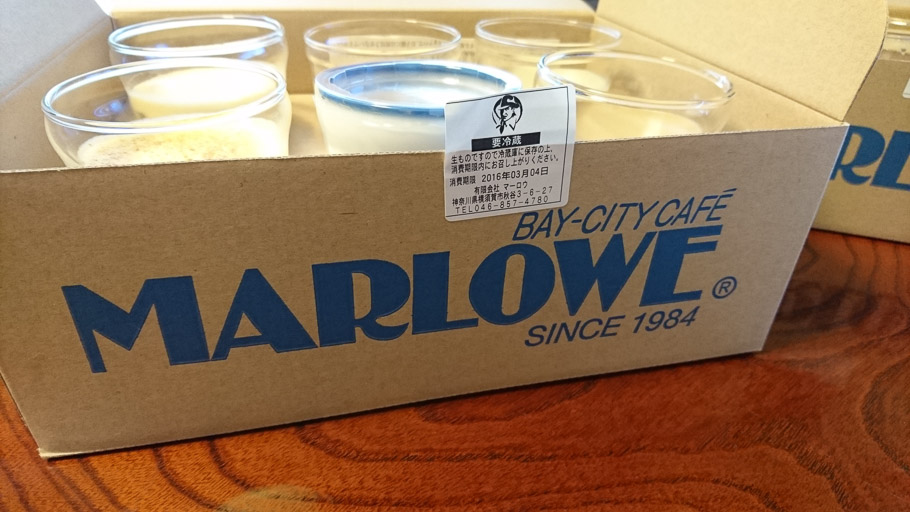 要冷蔵
生ものですので冷蔵庫に保存の上、
消費期限内にお召し上がりください。
消費期限 2016年03月04日
有限会社 マーロウ
神奈川県横須賀市秋谷3-6-27
TEL046-857-4780
BAY-CITY CAFÉ
MARLOWE ®
SINCE 1984
RL